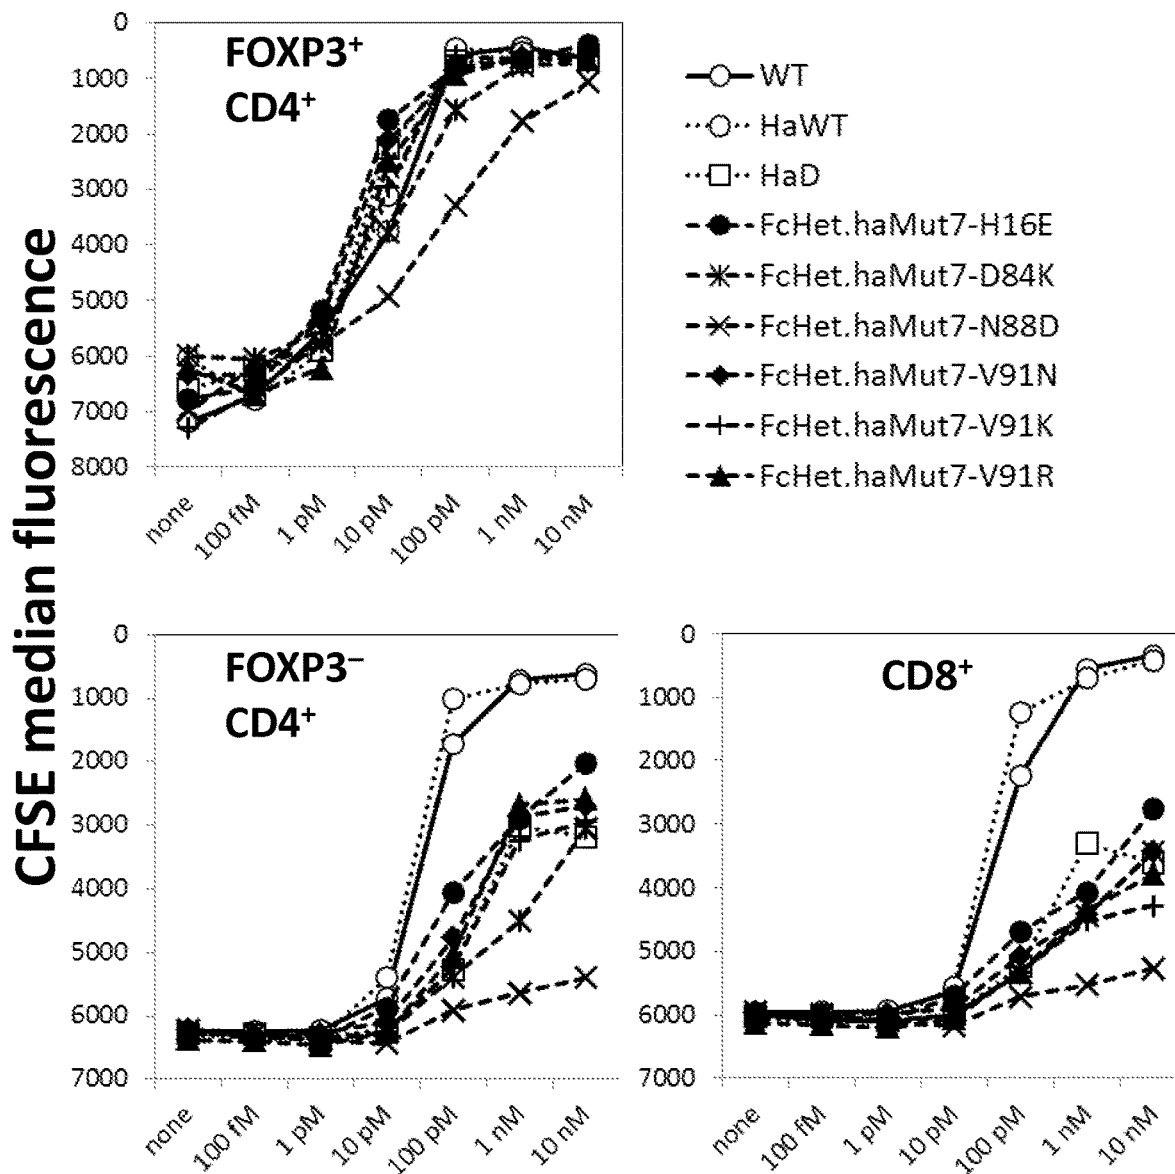 CFSE median fluorescence
FOXP3⁺
CD4⁺
0
1000
2000
3000
4000
5000
6000
7000
8000
none
100 fM
1 pM
10 pM
100 pM
1 nM
10 nM
WT
HaWT
HaD
FcHet.haMut7-H16E
FcHet.haMut7-D84K
FcHet.haMut7-N88D
FcHet.haMut7-V91N
FcHet.haMut7-V91K
FcHet.haMut7-V91R
FOXP3⁻
CD4⁺
0
1000
2000
3000
4000
5000
6000
7000
none
100 fM
1 pM
10 pM
100 pM
1 nM
10 nM
CD8⁺
0
1000
2000
3000
4000
5000
6000
7000
none
100 fM
1 pM
10 pM
100 pM
1 nM
10 nM